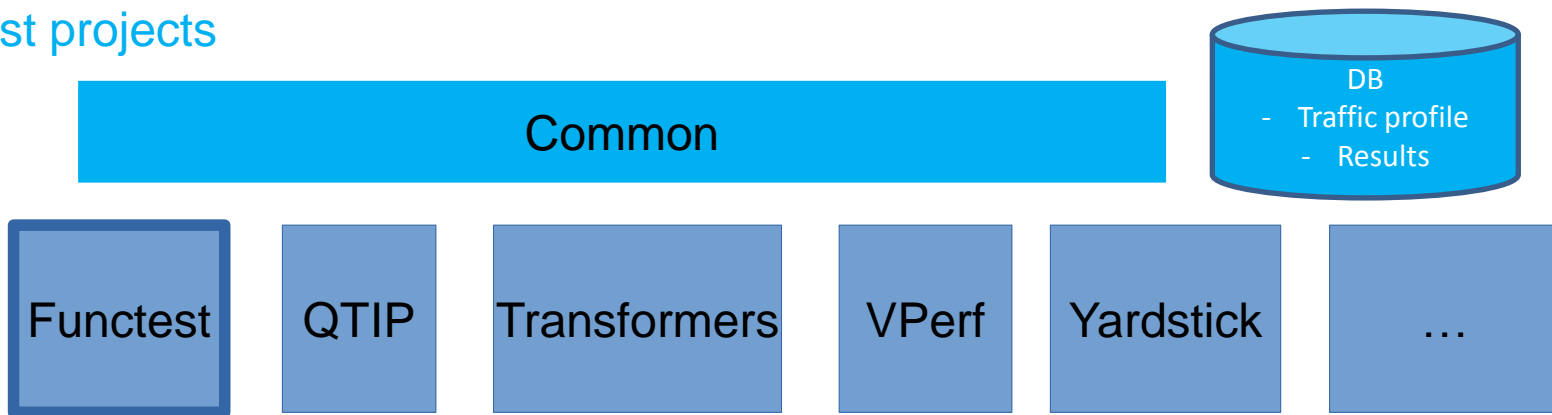 st projects
DB
- Traffic profile
- Results
Common
Functest
QTIP
Transformers
VPerf
Yardstick
...